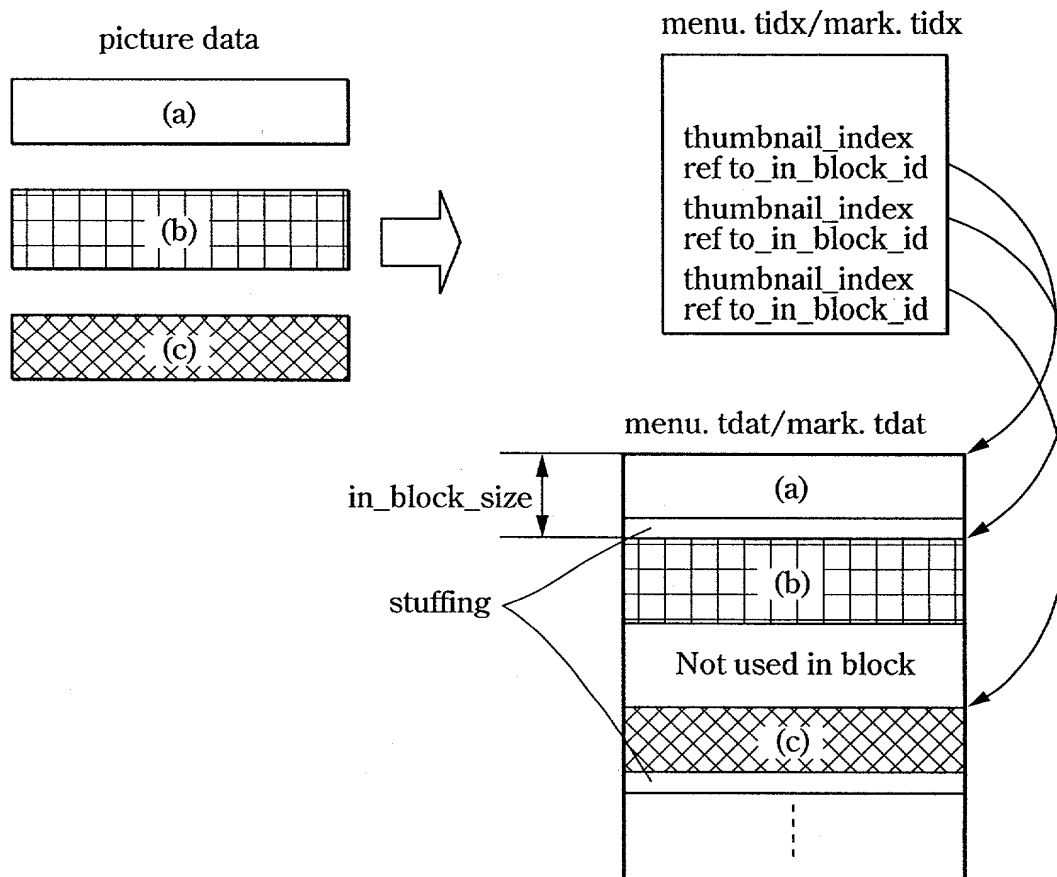 picture data
(a)
(b)
(c)
menu. tidx/mark. tidx
thumbnail_index
ref to_in_block_id
thumbnail_index
ref to_in_block_id
thumbnail_index
ref to_in_block_id
menu. tdat/mark. tdat
in_block_size
(a)
stuffing
(b)
Not used in block
(c)